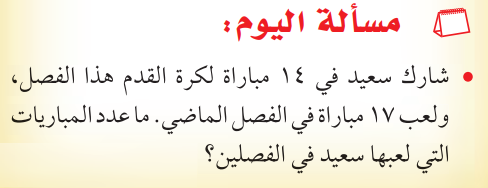 مسألة اليوم:
• شارك سعيد في ١٤ مباراة لكرة القدم هذا الفصل،
ولعب ١٧ مباراة في الفصل الماضي. ما عدد المباريات
التي لعبها سعيد في الفصلين؟